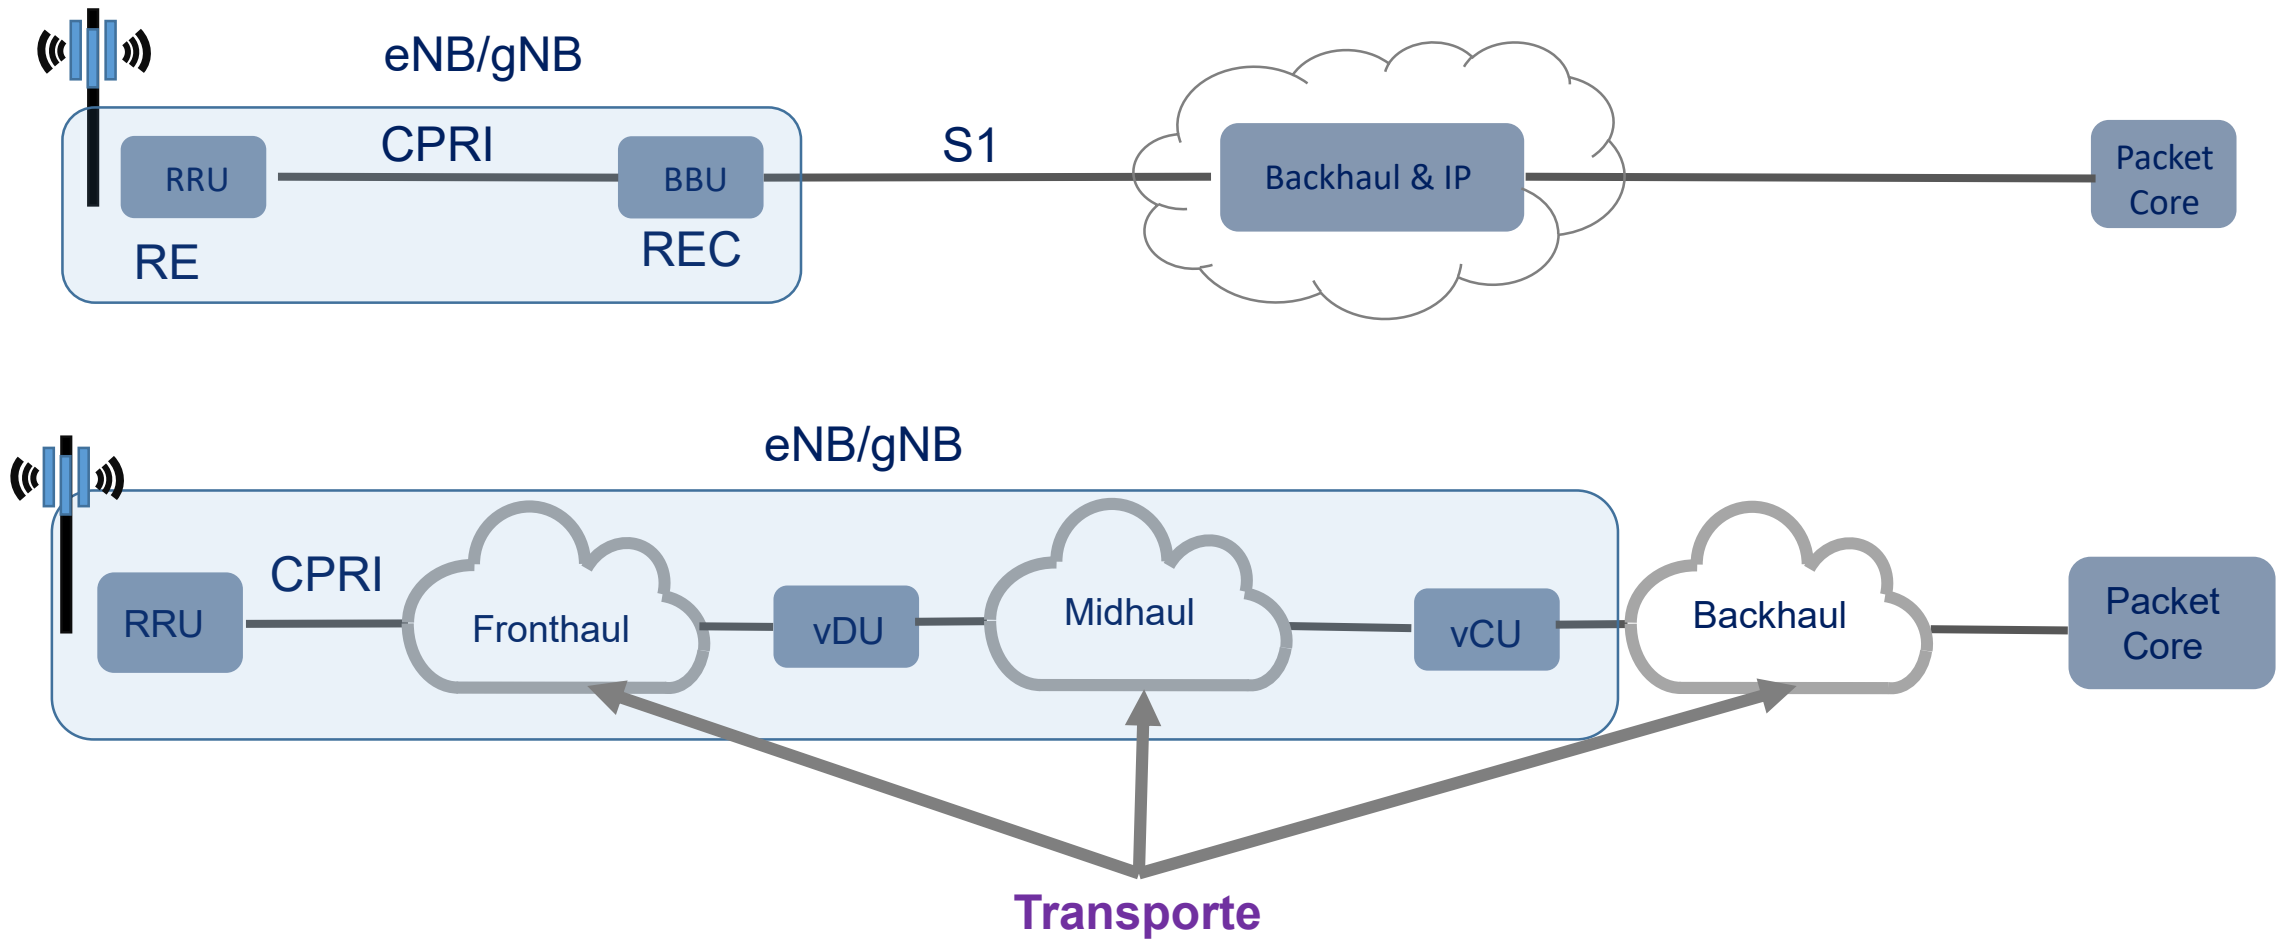 eNB/gNB
CPRI
S1
RRU
BBU
Backhaul & IP
Packet
Core
RE
REC
eNB/gNB
CPRI
RRU
Fronthaul
vDU
Midhaul
vCU
Backhaul
Packet
Core
Transporte